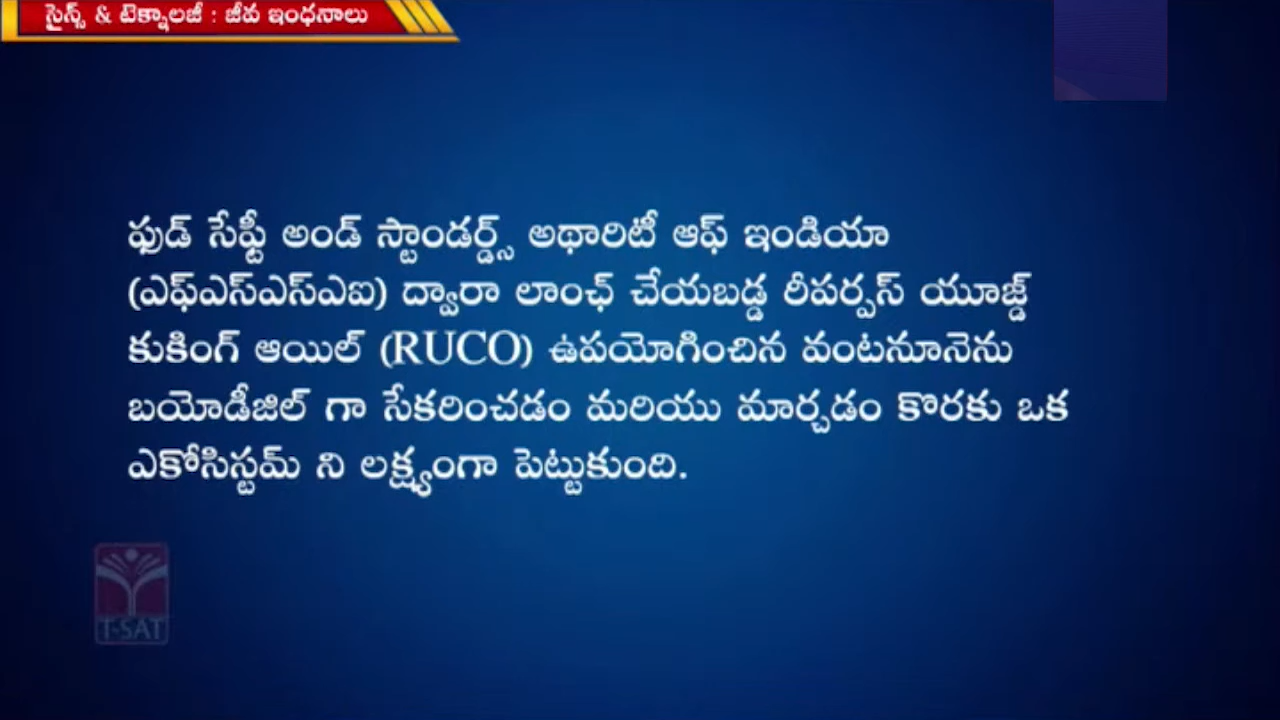 సైన్స్ & టెక్నాలజీ : జీవ ఇంధనాలు
ఫుడ్ సేఫ్టీ అండ్ స్టాండర్డ్స్ అథారిటీ ఆఫ్ ఇండియా
(ఎఫ్ఎస్ఎస్ఎఐ) ద్వారా లాంఛ్ చేయబడ్డ రీపర్పస్ యూజ్డ్
కుకింగ్ ఆయిల్ (RUCO) ఉపయోగించిన వంటనూనెను
బయోడీజిల్ గా సేకరించడం మరియు మార్చడం కొరకు ఒక
ఎకోసిస్టమ్ ని లక్ష్యంగా పెట్టుకుంది.
T-SAT